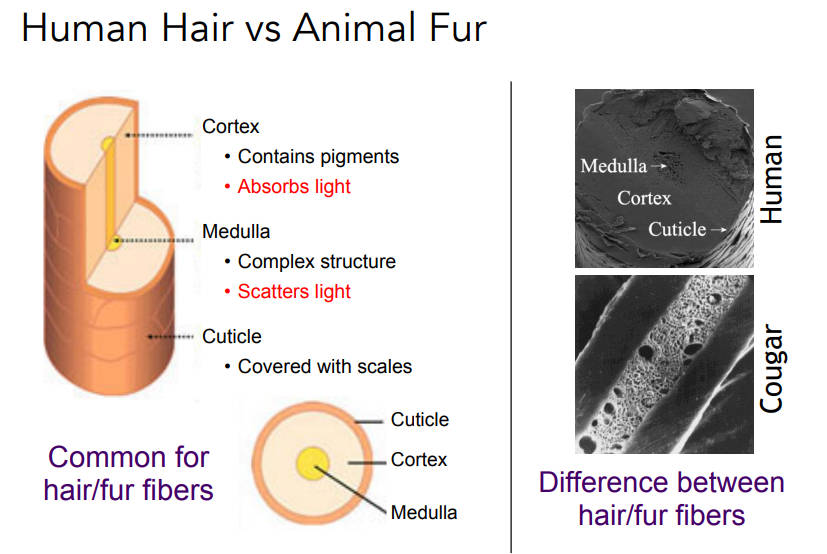 Human Hair vs Animal Fur
Cortex
• Contains pigments
• Absorbs light
Medulla
• Complex structure
• Scatters light
Cuticle
• Covered with scales
Cuticle
Cortex
Medulla
Common for
hair/fur fibers
Medulla
Cortex
Cuticle
Human
Cougar
Difference between
hair/fur fibers